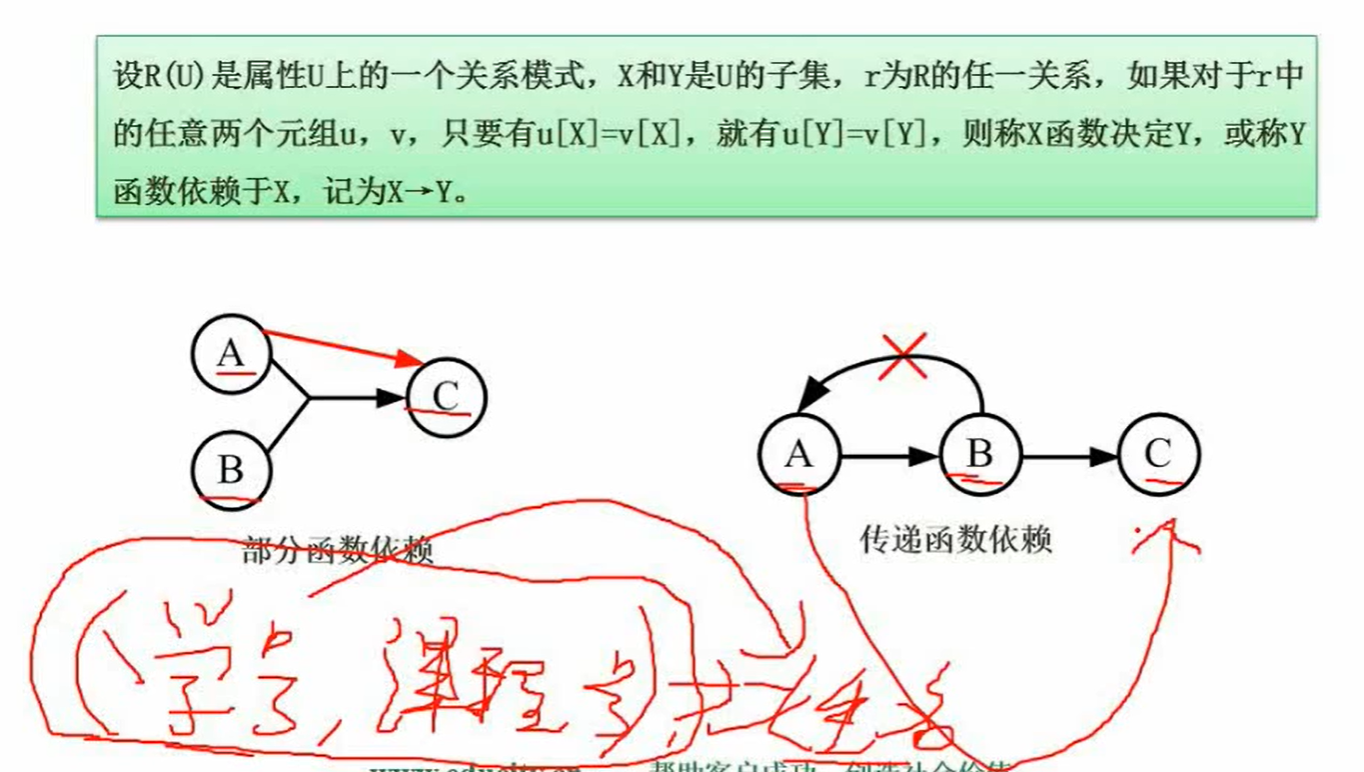 设R(U)是属性U上的一个关系模式，X和Y是U的子集，r为R的任一关系，如果对于r中
的任意两个元组u，v，只要有u[X]=v[X]，就有u[Y]=v[Y]，则称X函数决定Y，或称Y
函数依赖于X，记为X→Y。
A
C
B
部分函数依赖
A
B
C
传递函数依赖
(学号，课程号)